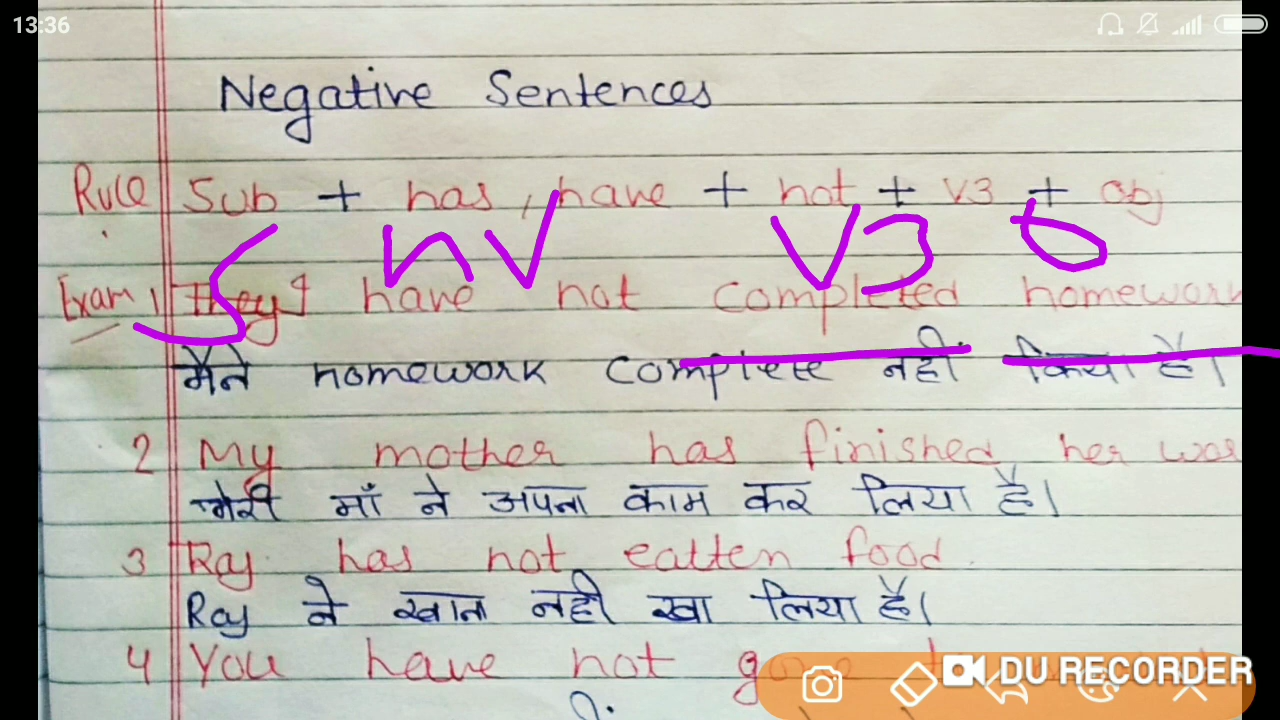 13:36
Negative Sentences
Rule Sub + has, have + not + V3 + obj
S hV V3 O
Exam 1 I have not completed homework
मैंने homework complete नहीं किया है।
2 My mother has finished her
मेरी माँ ने अपना काम कर लिया है।
3 Raj has not eatten food.
Raj ने खाना नही खा लिया है।
4 You have not
DU RECORDER